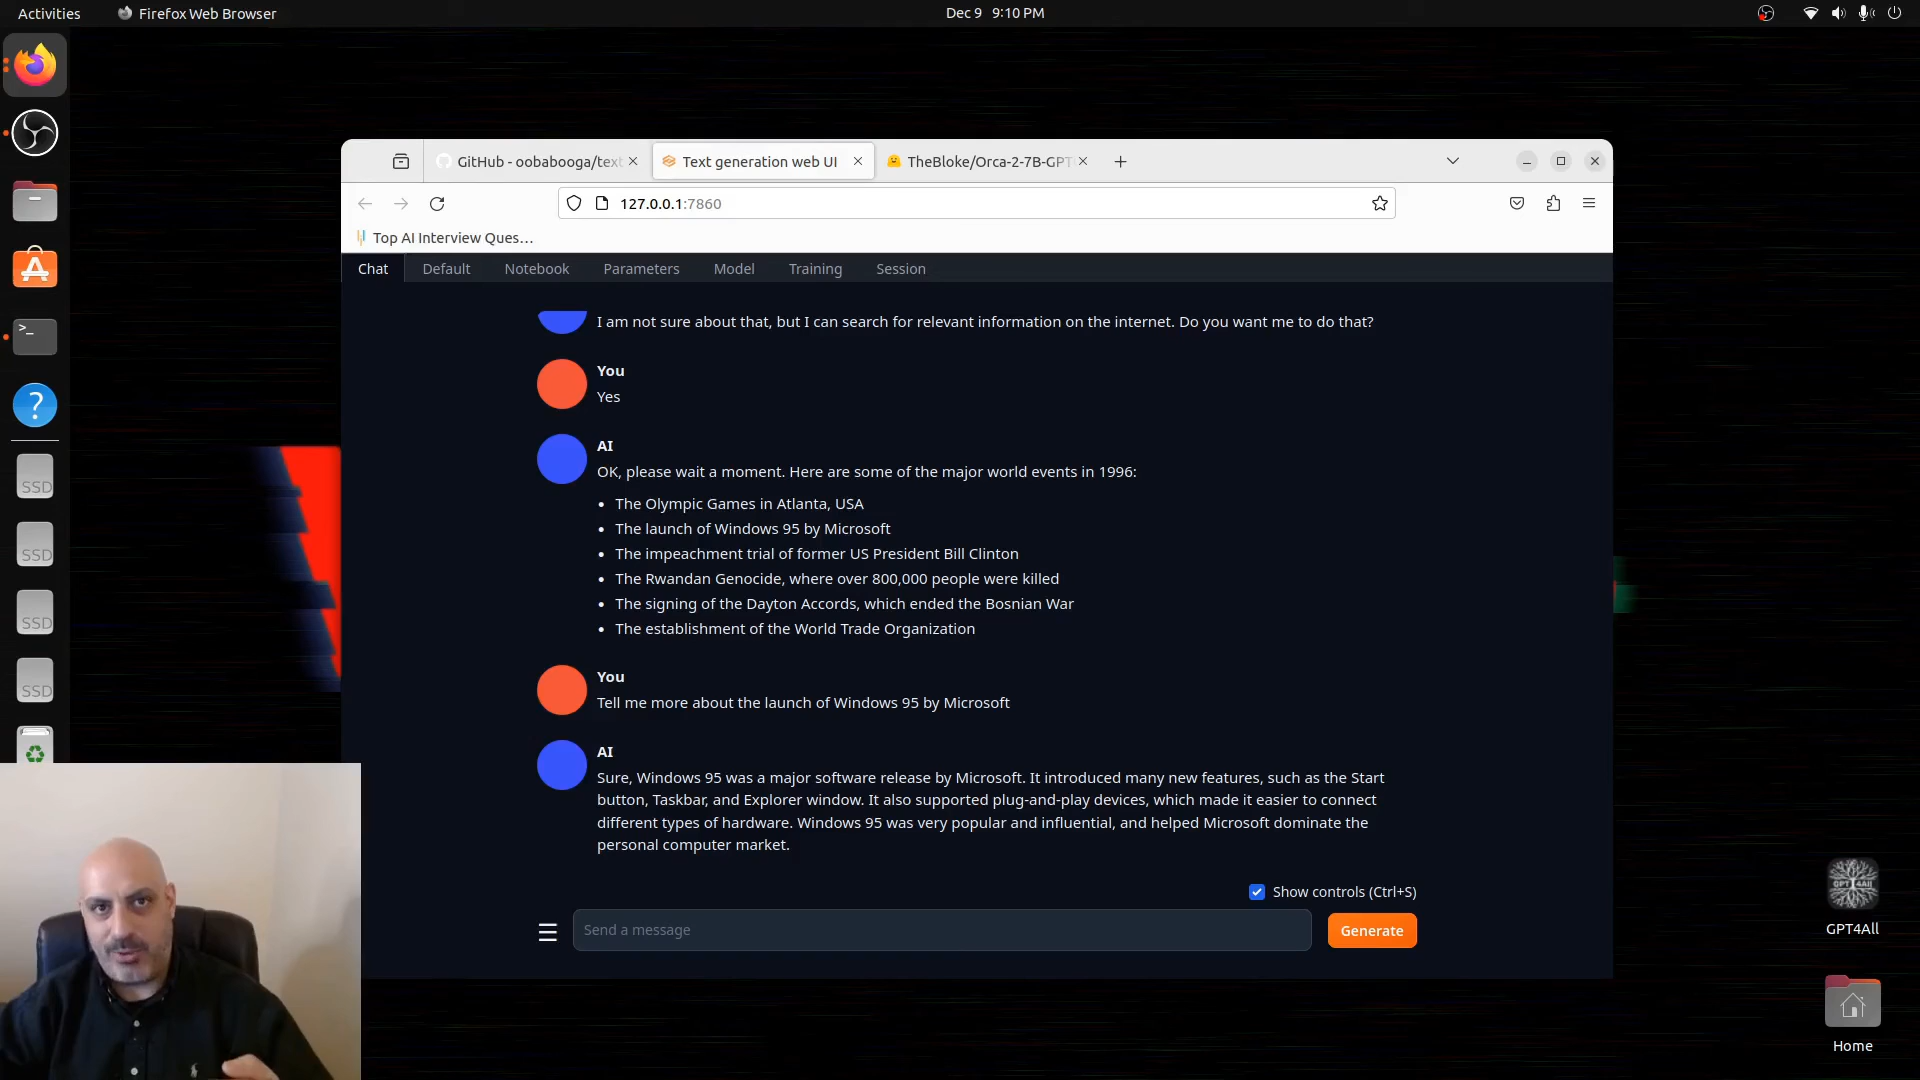 Activities
Firefox Web Browser
Dec 9 9:10 PM
GitHub - oobabooga/text
Text generation web UI
TheBloke/Orca-2-7B-GPT
127.0.0.1:7860
Top AI Interview Ques…
Chat
Default
Notebook
Parameters
Model
Training
Session
I am not sure about that, but I can search for relevant information on the internet. Do you want me to do that?
You
Yes
AI
OK, please wait a moment. Here are some of the major world events in 1996:
• The Olympic Games in Atlanta, USA
• The launch of Windows 95 by Microsoft
• The impeachment trial of former US President Bill Clinton
• The Rwandan Genocide, where over 800,000 people were killed
• The signing of the Dayton Accords, which ended the Bosnian War
• The establishment of the World Trade Organization
You
Tell me more about the launch of Windows 95 by Microsoft
AI
Sure, Windows 95 was a major software release by Microsoft. It introduced many new features, such as the Start
button, Taskbar, and Explorer window. It also supported plug-and-play devices, which made it easier to connect
different types of hardware. Windows 95 was very popular and influential, and helped Microsoft dominate the
personal computer market.
Show controls (Ctrl+S)
Send a message
Generate
SSD
SSD
SSD
SSD
GPT4All
GPT4All
Home